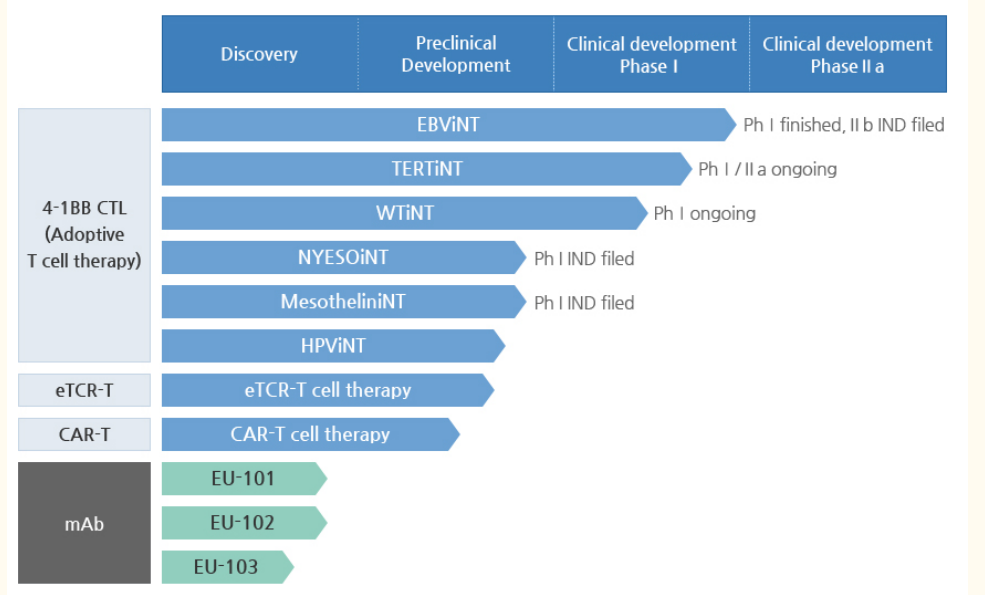 Discovery
Preclinical
Development
Clinical development
Phase I
Clinical development
Phase II a
4-1BB CTL
(Adoptive
T cell therapy)
EBViNT
Ph I finished, II b IND filed
TERTiNT
Ph I / II a ongoing
WTiNT
Ph I ongoing
NYESOiNT
Ph I IND filed
MesotheliniNT
Ph I IND filed
HPViNT
eTCR-T
eTCR-T cell therapy
CAR-T
CAR-T cell therapy
mAb
EU-101
EU-102
EU-103